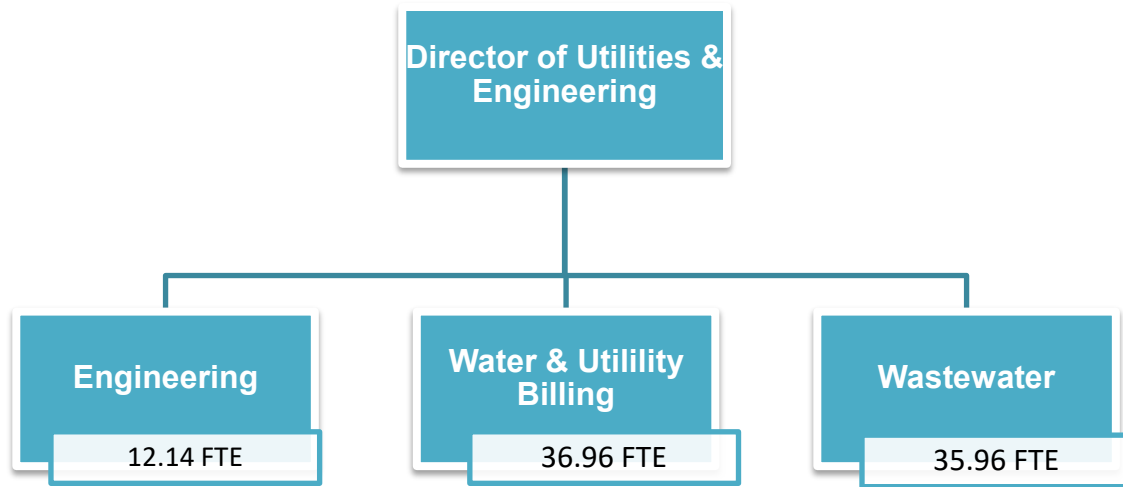 Director of Utilities &
Engineering
Engineering
12.14 FTE
Water & Utilility
Billing
36.96 FTE
Wastewater
35.96 FTE